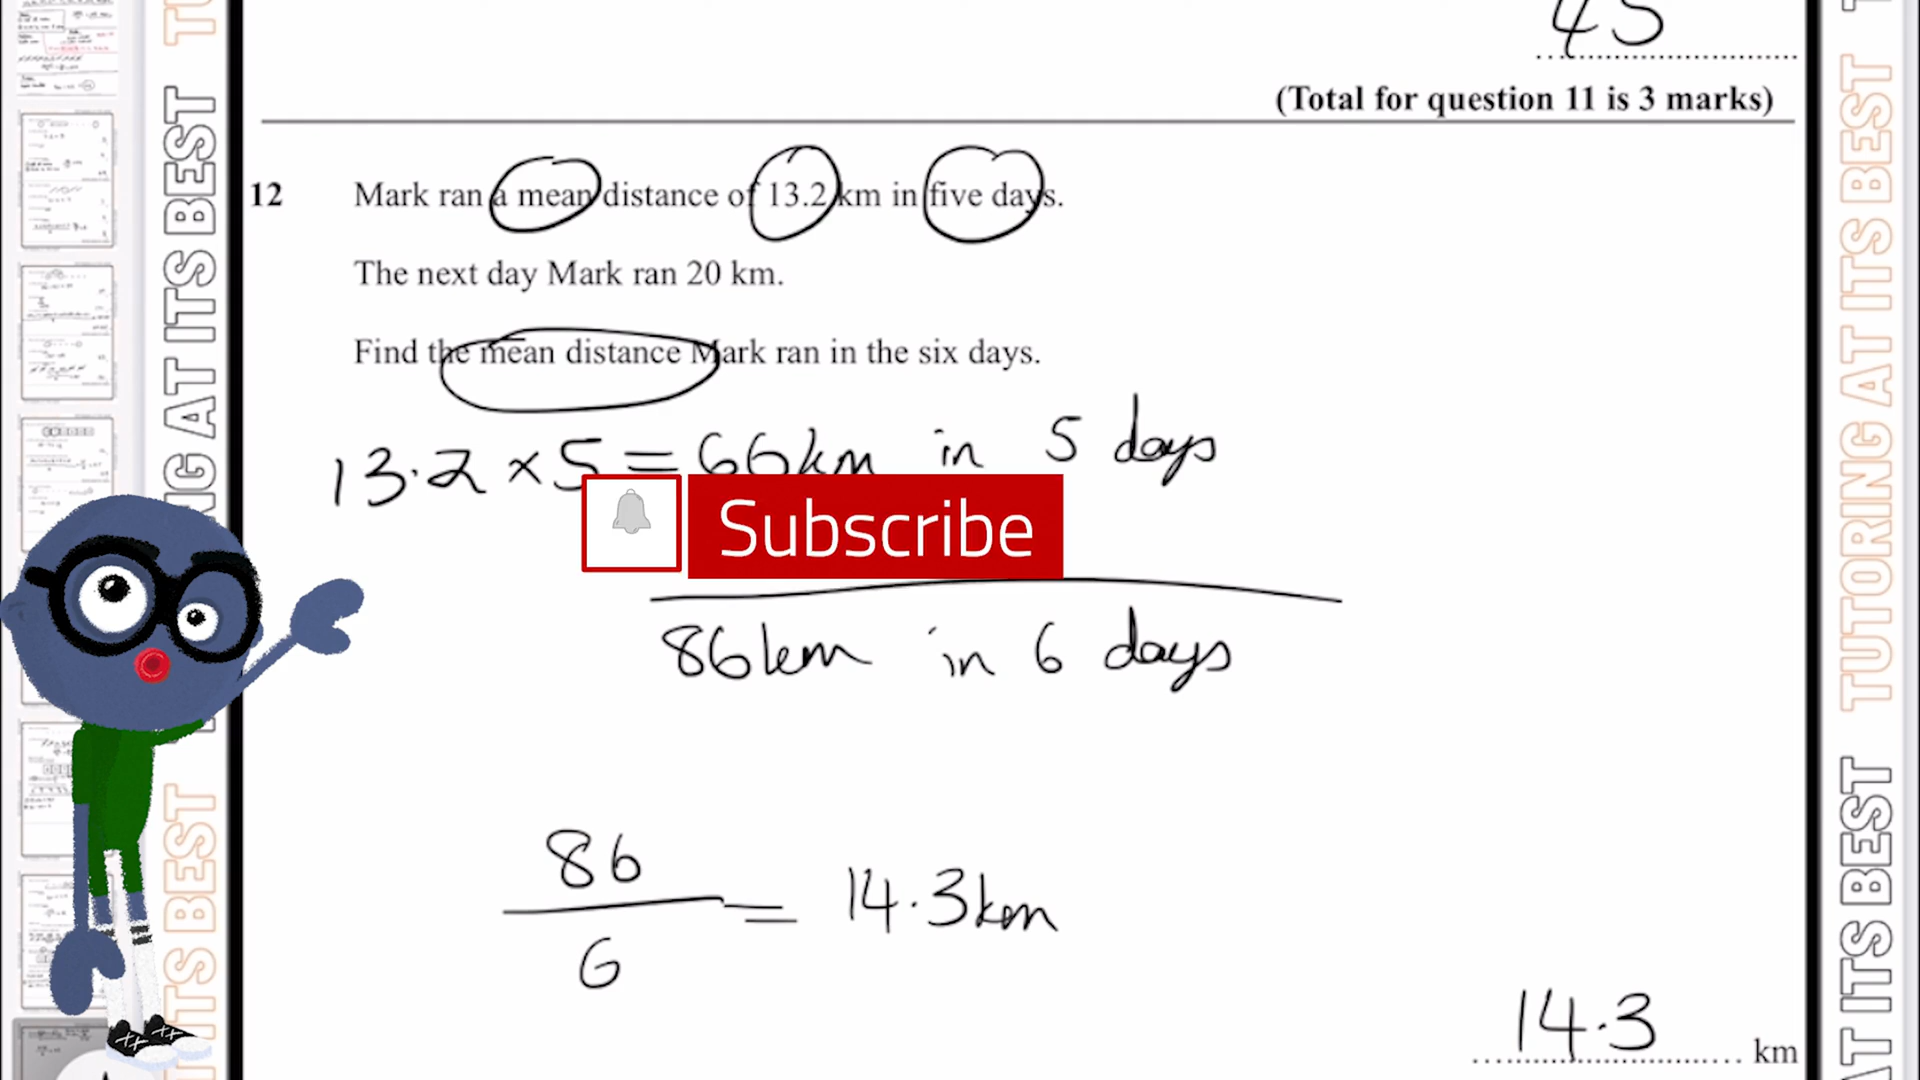 45
(Total for question 11 is 3 marks)
12 Mark ran a mean distance of 13.2 km in five days.
The next day Mark ran 20 km.
Find the mean distance Mark ran in the six days.
13.2 × 5 = 66km in 5 days
Subscribe
86km in 6 days
86
6
= 14.3km
14.3 km
TUTORING AT ITS BEST
TUTORING AT ITS BEST